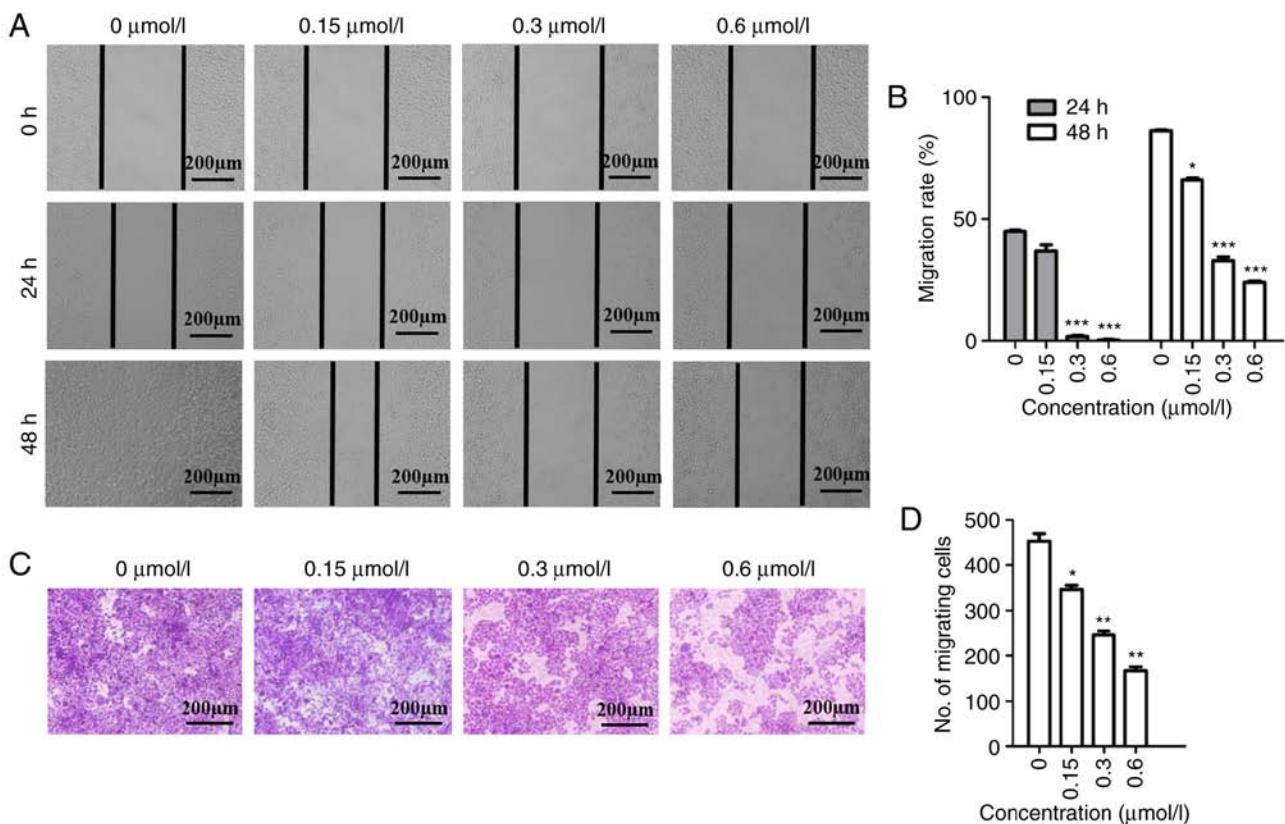 A
0 μmol/l 0.15 μmol/l 0.3 μmol/l 0.6 μmol/l
0 h
200μm 200μm 200μm 200μm
24 h
200μm 200μm 200μm 200μm
48 h
200μm 200μm 200μm 200μm
B
100
50
0
Migration rate (%)
24 h
48 h
*** *** * *** ***
0 0.15 0.3 0.6 0 0.15 0.3 0.6
Concentration (μmol/l)
C
0 μmol/l 0.15 μmol/l 0.3 μmol/l 0.6 μmol/l
200μm 200μm 200μm 200μm
D
500
400
300
200
100
0
No. of migrating cells
* ** **
0 0.15 0.3 0.6
Concentration (μmol/l)